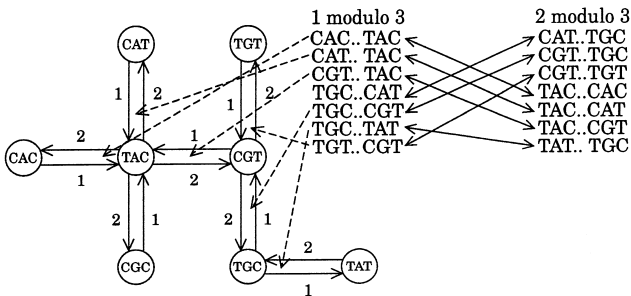 1 modulo 3
2 modulo 3
CAC..TAC
CAT..TAC
CGT..TAC
TGC..CAT
TGC..CGT
TGC..TAT
TGT..CGT
CAT..TGC
CGT..TGC
CGT..TGT
TAC..CAC
TAC..CAT
TAC..CGT
TAT..TGC
CAT
TGT
1
2
1
2
2
1
CAC
TAC
CGT
1
2
2
1
2
1
CGC
TGC
2
TAT
1